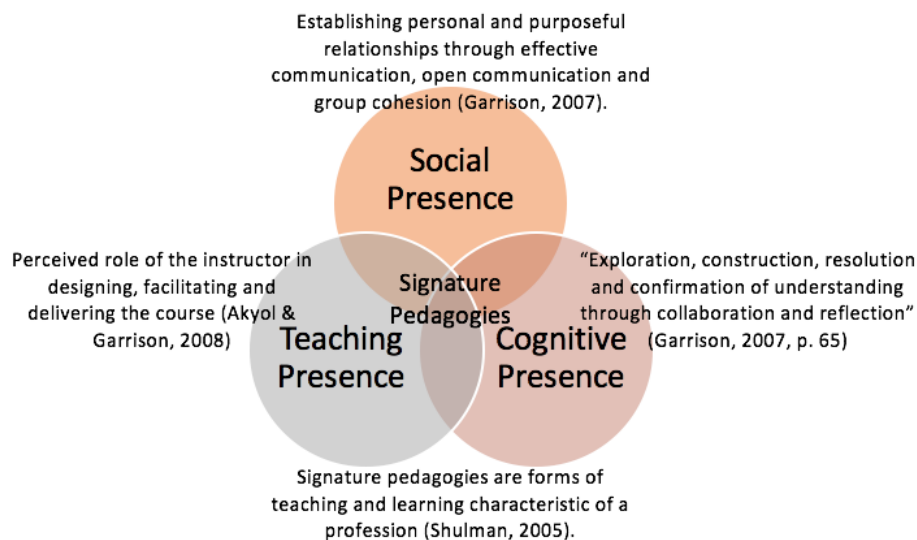 Establishing personal and purposeful
relationships through effective
communication, open communication and
group cohesion (Garrison, 2007).
Social
Presence
Perceived role of the instructor in
designing, facilitating and
delivering the course (Akyol &
Garrison, 2008)
Signature
Pedagogies
“Exploration, construction, resolution
and confirmation of understanding
through collaboration and reflection”
(Garrison, 2007, p. 65)
Teaching
Presence
Cognitive
Presence
Signature pedagogies are forms of
teaching and learning characteristic of a
profession (Shulman, 2005).